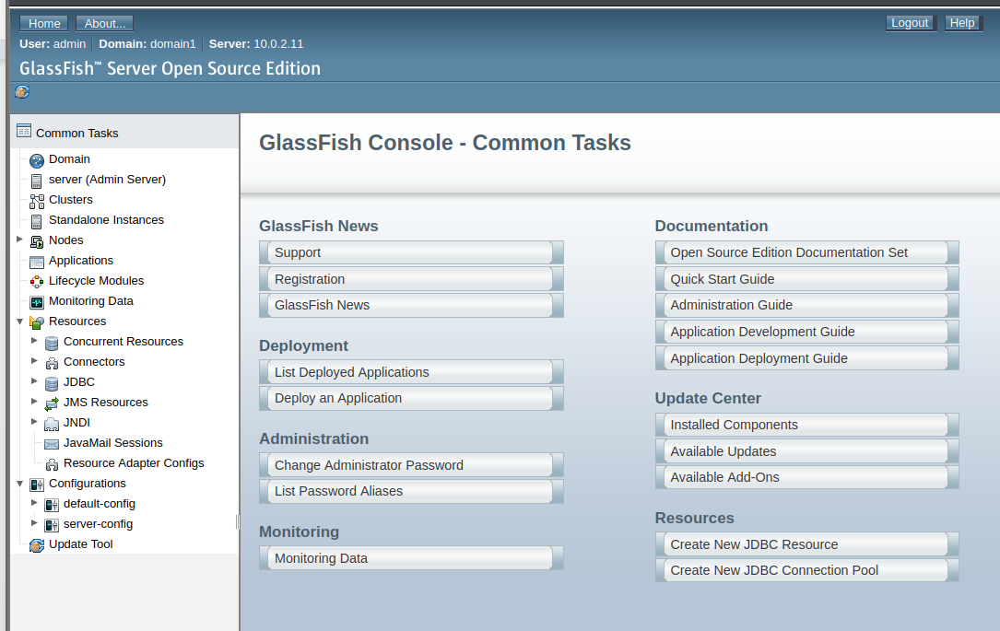 Home About... Logout Help
User: admin Domain: domain1 Server: 10.0.2.11
GlassFish™ Server Open Source Edition
Common Tasks
Domain
server (Admin Server)
Clusters
Standalone Instances
Nodes
Applications
Lifecycle Modules
Monitoring Data
Resources
Concurrent Resources
Connectors
JDBC
JMS Resources
JNDI
JavaMail Sessions
Resource Adapter Configs
Configurations
default-config
server-config
Update Tool
GlassFish Console - Common Tasks
GlassFish News
Support
Registration
GlassFish News
Deployment
List Deployed Applications
Deploy an Application
Administration
Change Administrator Password
List Password Aliases
Monitoring
Monitoring Data
Documentation
Open Source Edition Documentation Set
Quick Start Guide
Administration Guide
Application Development Guide
Application Deployment Guide
Update Center
Installed Components
Available Updates
Available Add-Ons
Resources
Create New JDBC Resource
Create New JDBC Connection Pool